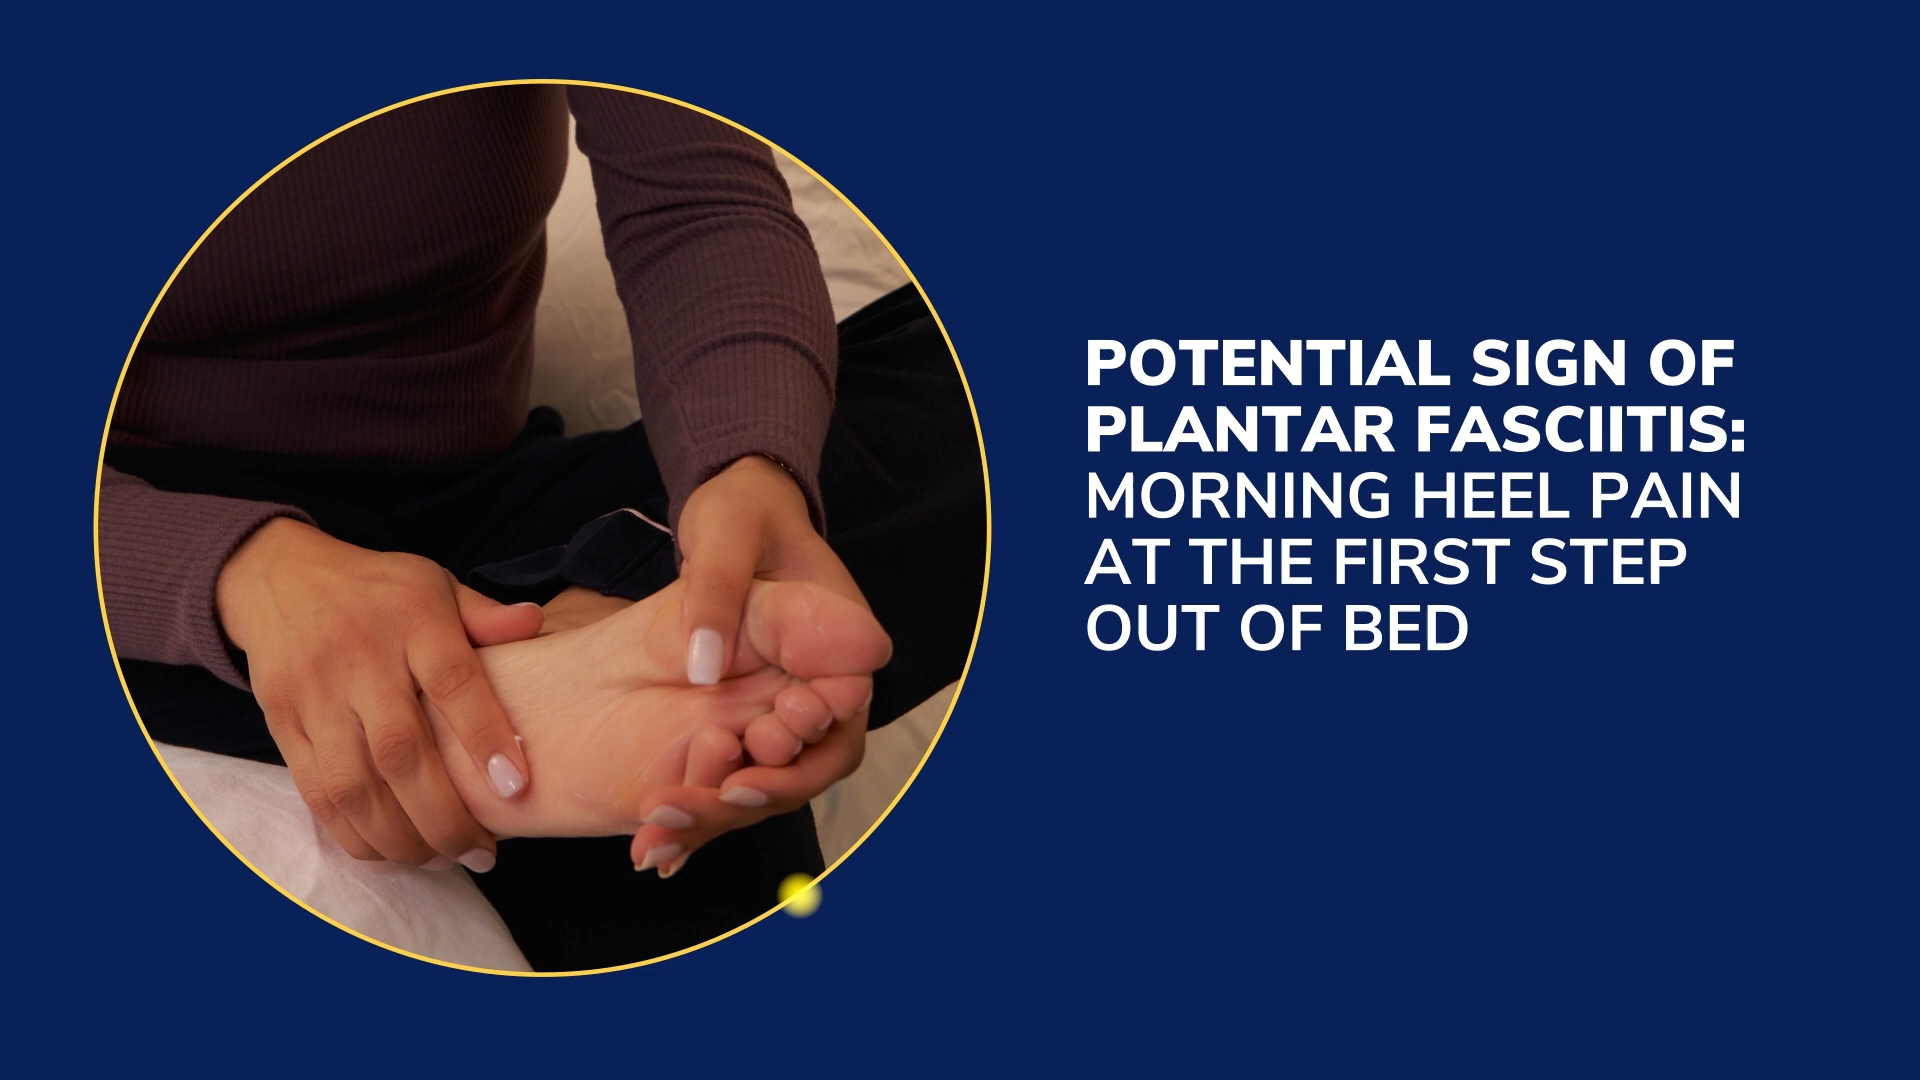 POTENTIAL SIGN OF
PLANTAR FASCIITIS:
MORNING HEEL PAIN
AT THE FIRST STEP
OUT OF BED